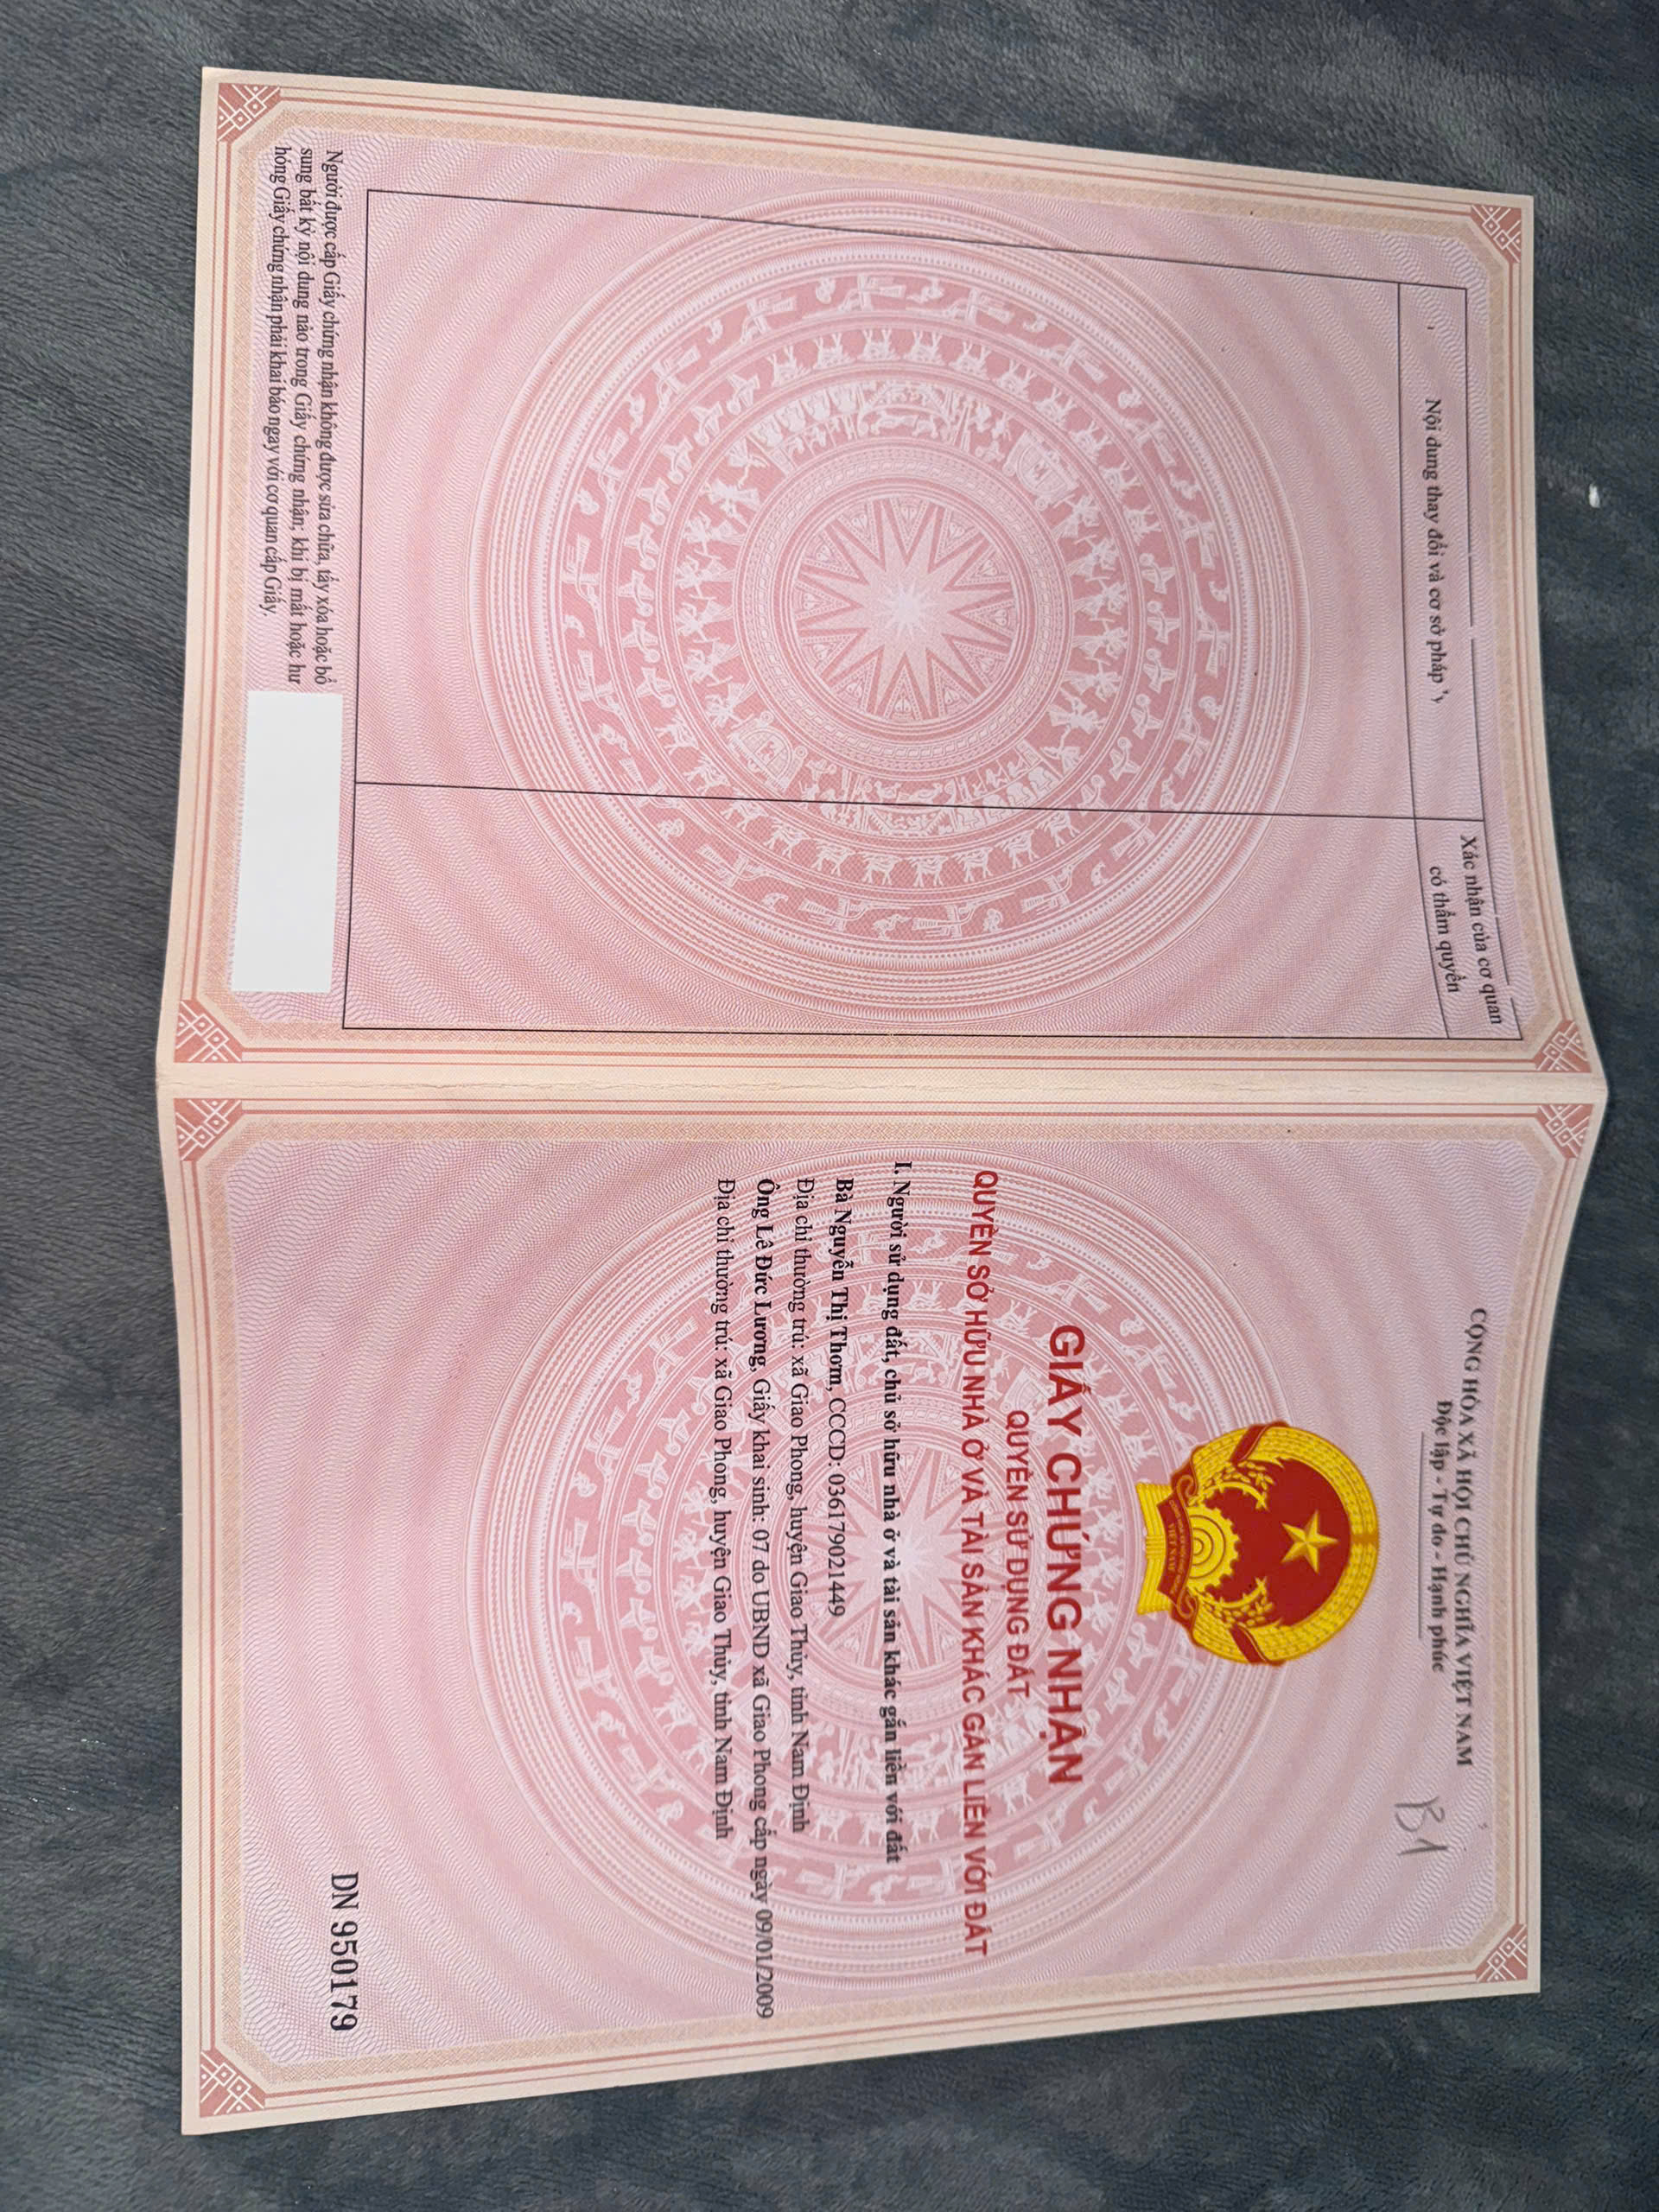 Nội dung thay đổi và cơ sở pháp
Xác nhận của cơ quan
có thẩm quyền
Người được cấp Giấy chứng nhận không được sửa chữa, tẩy xóa hoặc bổ
sung bất kỳ nội dung nào trong Giấy chứng nhận; khi bị mất hoặc hư
hỏng Giấy chứng nhận phải khai báo ngay với cơ quan cấp Giấy.
CỘNG HÒA XÃ HỘI CHỦ NGHĨA VIỆT NAM
Độc lập - Tự do - Hạnh phúc
B1
VIỆT NAM
GIẤY CHỨNG NHẬN
QUYỀN SỬ DỤNG ĐẤT
QUYỀN SỞ HỮU NHÀ Ở VÀ TÀI SẢN KHÁC GẮN LIỀN VỚI ĐẤT
I. Người sử dụng đất, chủ sở hữu nhà ở và tài sản khác gắn liền với đất
Bà Nguyễn Thị Thơm, CCCD: 036179021449
Địa chỉ thường trú: xã Giao Phong, huyện Giao Thủy, tỉnh Nam Định
Ông Lê Đức Lương, Giấy khai sinh: 07 do UBND xã Giao Phong cấp ngày 09/01/2009
Địa chỉ thường trú: xã Giao Phong, huyện Giao Thủy, tỉnh Nam Định
DN 950179